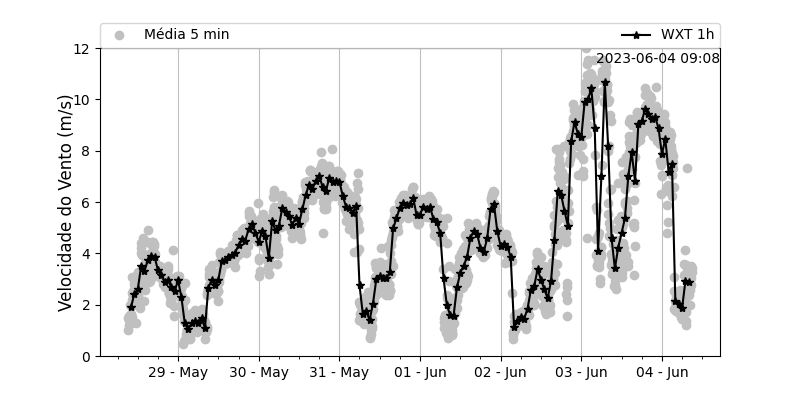 Média 5 min
WXT 1h
2023-06-04 09:08
Velocidade do Vento (m/s)
12
10
8
6
4
2
0
29 - May
30 - May
31 - May
01 - Jun
02 - Jun
03 - Jun
04 - Jun